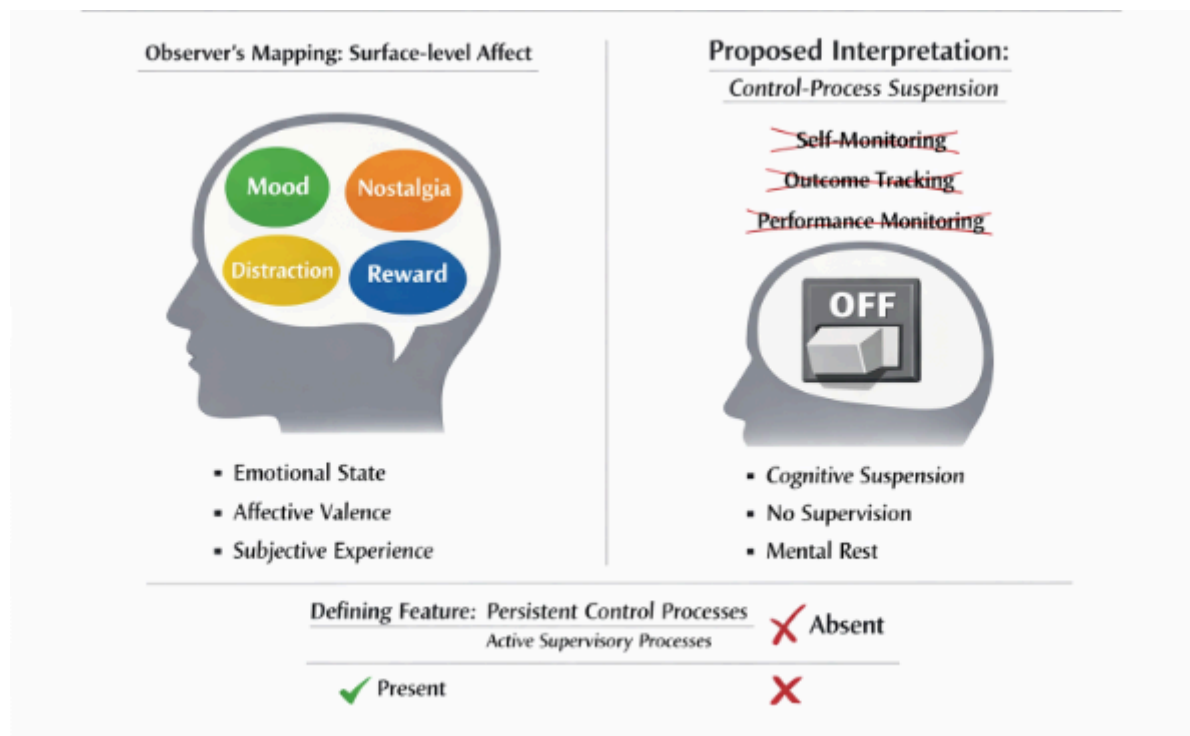 Observer's Mapping: Surface-level Affect
Mood
Nostalgia
Distraction
Reward
▪ Emotional State
▪ Affective Valence
▪ Subjective Experience
Proposed Interpretation:
Control-Process Suspension
Self-Monitoring
Outcome Tracking
Performance Monitoring
OFF
▪ Cognitive Suspension
▪ No Supervision
▪ Mental Rest
Defining Feature: Persistent Control Processes
Active Supervisory Processes
Absent
Present